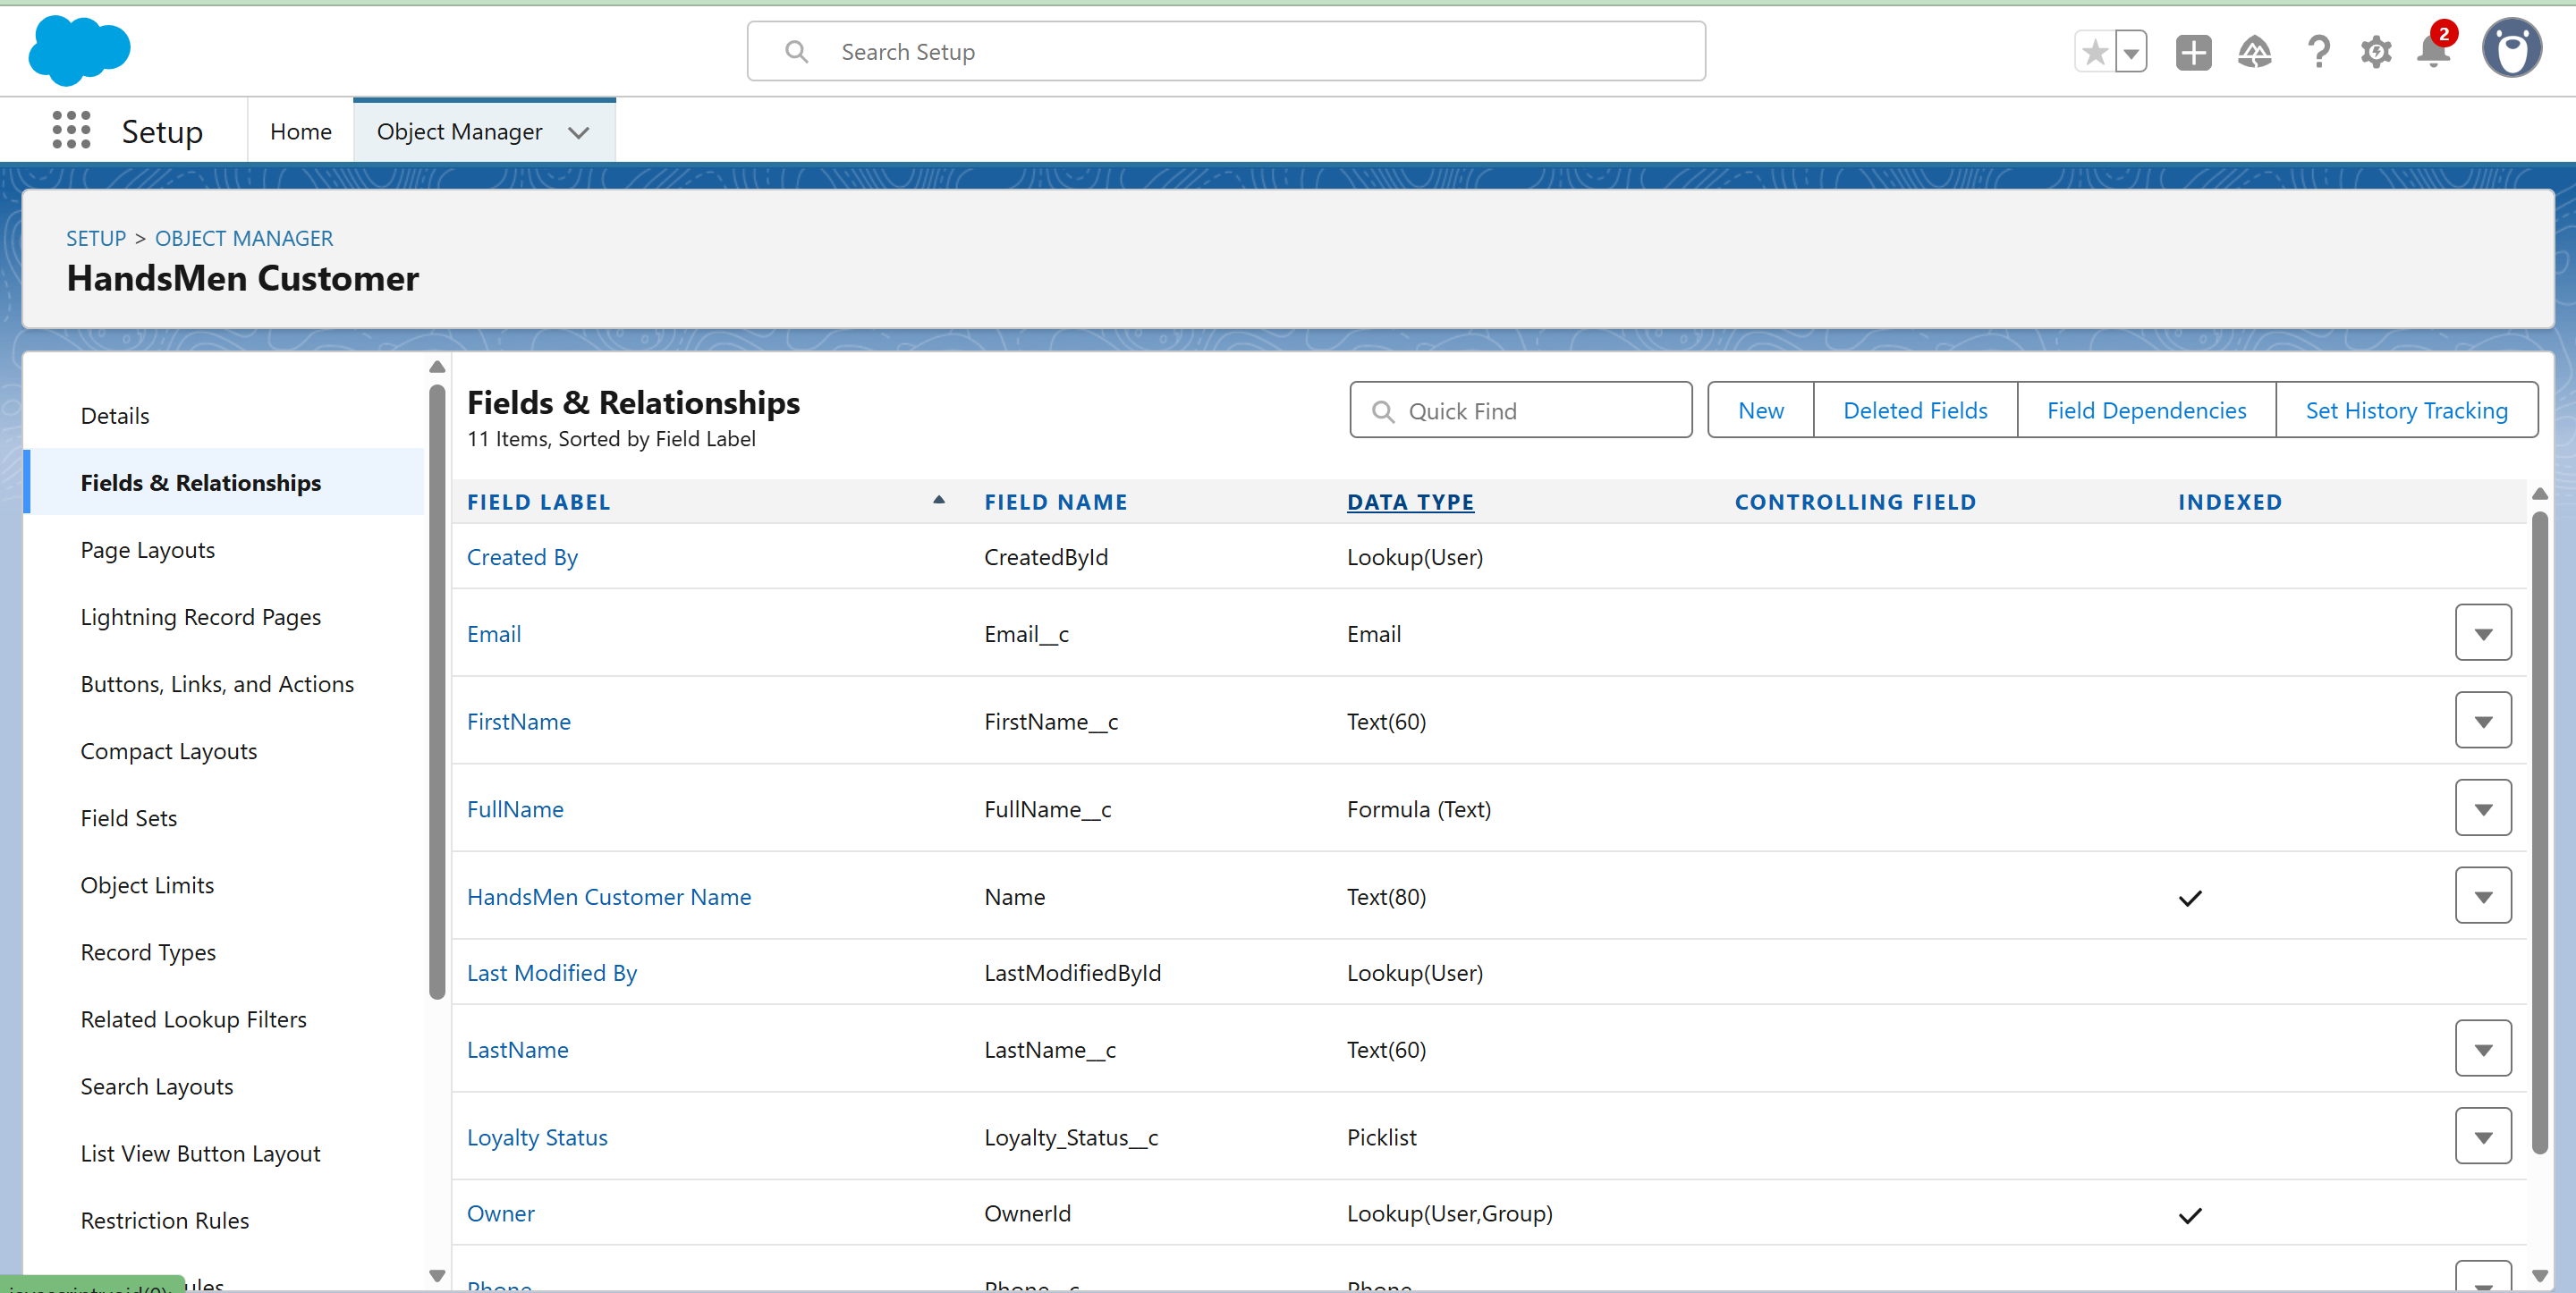 Search Setup
2
Setup
Home
Object Manager
SETUP > OBJECT MANAGER
HandsMen Customer
Details
Fields & Relationships
Page Layouts
Lightning Record Pages
Buttons, Links, and Actions
Compact Layouts
Field Sets
Object Limits
Record Types
Related Lookup Filters
Search Layouts
List View Button Layout
Restriction Rules
Fields & Relationships
11 Items, Sorted by Field Label
Quick Find
New
Deleted Fields
Field Dependencies
Set History Tracking
FIELD LABEL FIELD NAME DATA TYPE CONTROLLING FIELD INDEXED
Created By CreatedById Lookup(User)
Email Email__c Email
FirstName FirstName__c Text(60)
FullName FullName__c Formula (Text)
HandsMen Customer Name Name Text(80)
Last Modified By LastModifiedById Lookup(User)
LastName LastName__c Text(60)
Loyalty Status Loyalty_Status__c Picklist
Owner OwnerId Lookup(User,Group)
Phone Phone__c Phone